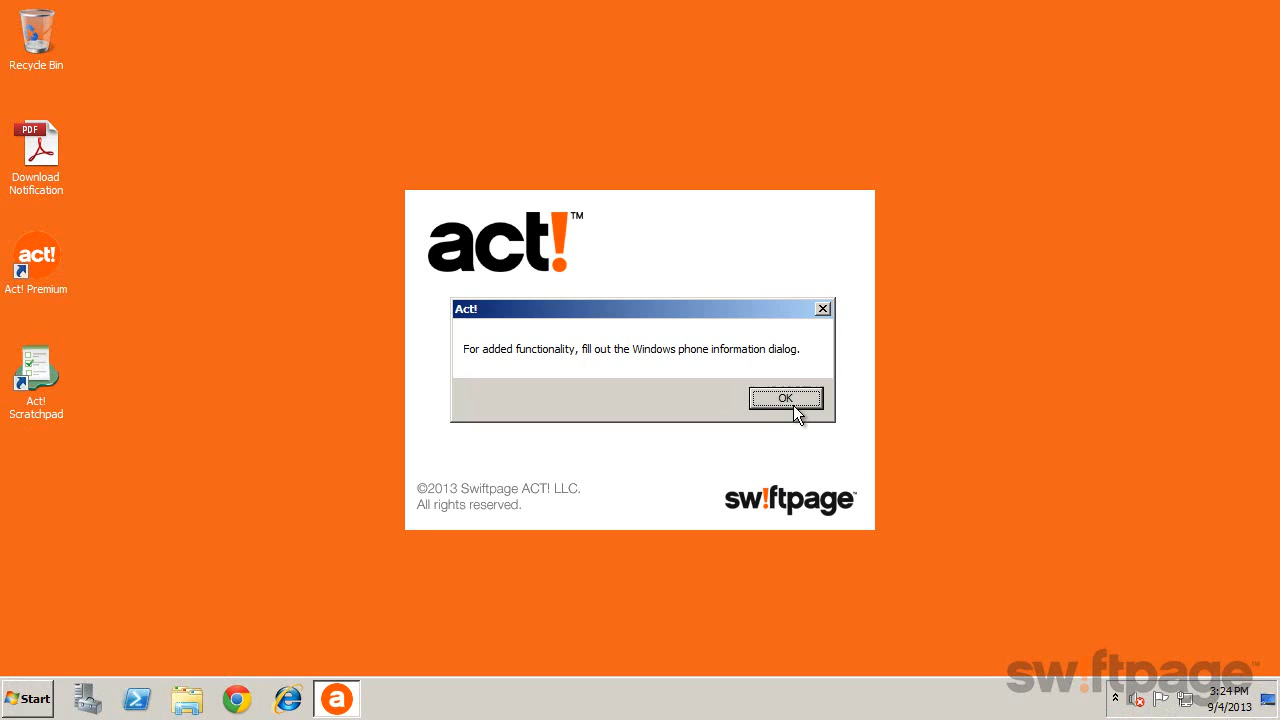 Recycle Bin
PDF
Download
Notification
act!
Act! Premium
Act!
Scratchpad
act!™
Act!
For added functionality, fill out the Windows phone information dialog.
OK
©2013 Swiftpage ACT! LLC.
All rights reserved.
sw!ftpage™
Start
a
sw!ftpage™
3:24 PM
9/4/2013